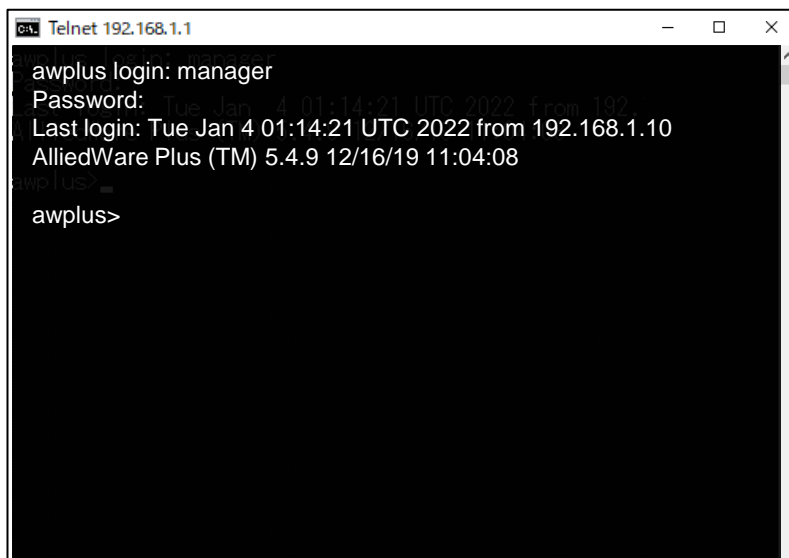 Telnet 192.168.1.1
awplus login: manager
Password:
Last login: Tue Jan 4 01:14:21 UTC 2022 from 192.168.1.10
AlliedWare Plus (TM) 5.4.9 12/16/19 11:04:08
awplus>